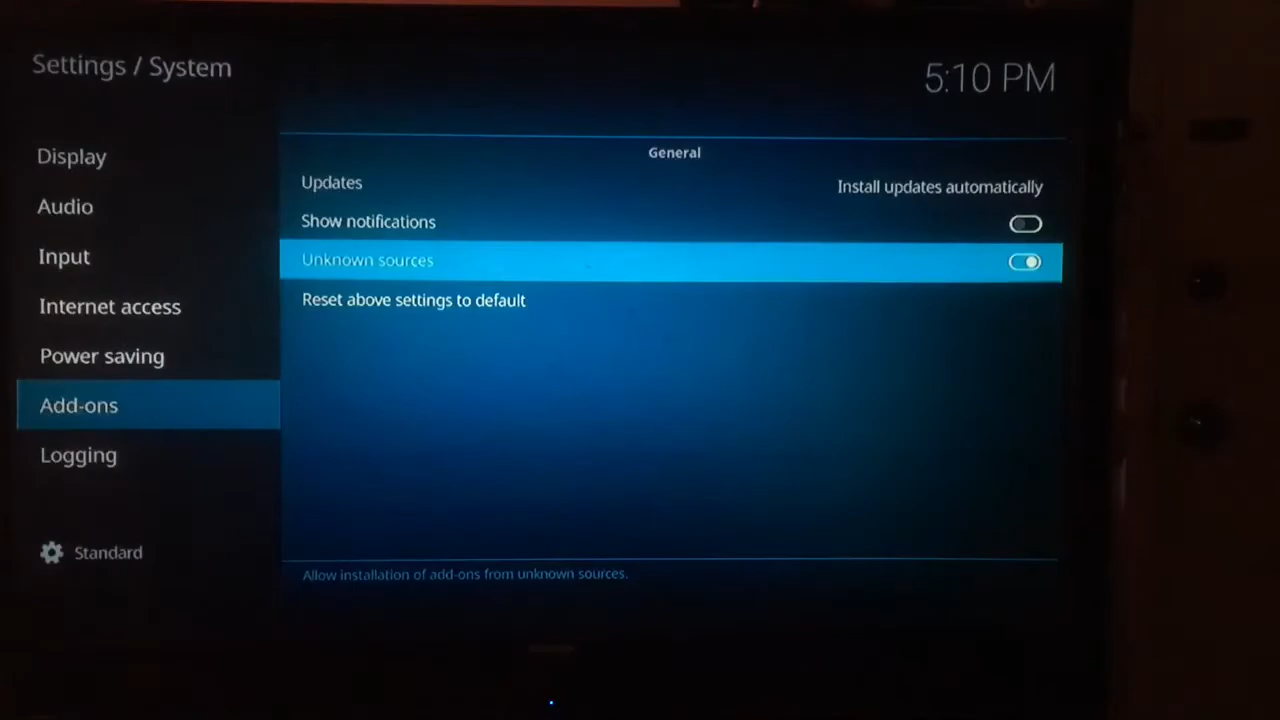 Settings / System
5:10 PM
Display
Audio
Input
Internet access
Power saving
Add-ons
Logging
Standard
General
Updates Install updates automatically
Show notifications
Unknown sources
Reset above settings to default
Allow installation of add-ons from unknown sources.